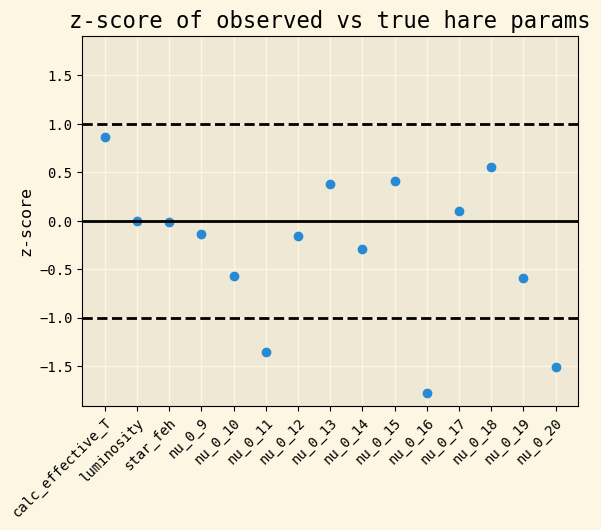 z-score of observed vs true hare params
z-score
1.5
1.0
0.5
0.0
−0.5
−1.0
−1.5
calc_effective_T
luminosity
star_feh
nu_0_9
nu_0_10
nu_0_11
nu_0_12
nu_0_13
nu_0_14
nu_0_15
nu_0_16
nu_0_17
nu_0_18
nu_0_19
nu_0_20